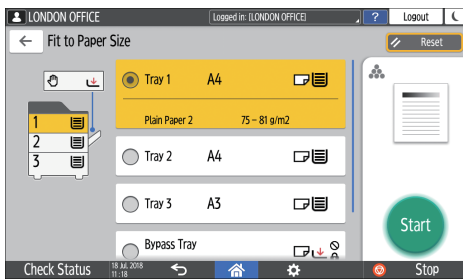 LONDON OFFICE
Logged in: [LONDON OFFICE]
?
Logout
Fit to Paper Size
Reset
Tray 1 A4
Plain Paper 2 75 – 81 g/m2
1
2
3
Tray 2 A4
Tray 3 A3
Bypass Tray
Start
Check Status
18 Jul. 2018
11 : 18
Stop